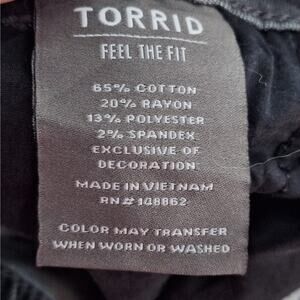 TORRID
FEEL THE FIT
65% COTTON
20% RAYON
13% POLYESTER
2% SPANDEX
EXCLUSIVE OF
DECORATION
MADE IN VIETNAM
RN# 148862
COLOR MAY TRANSFER
WHEN WORN OR WASHED